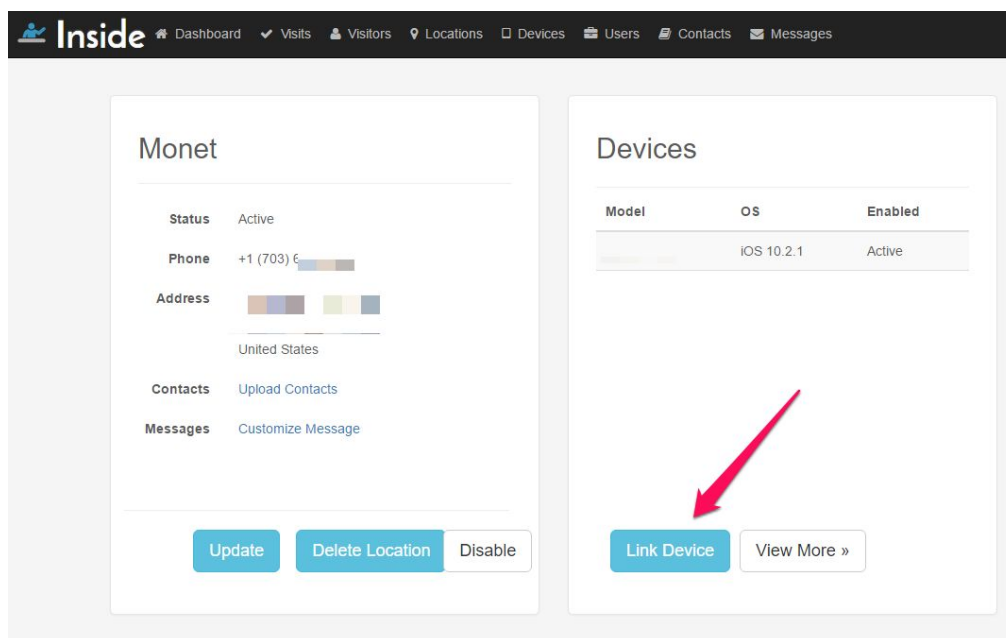 Inside Dashboard Visits Visitors Locations Devices Users Contacts Messages
Monet
Status Active
Phone +1 (703) 6
Address
United States
Contacts Upload Contacts
Messages Customize Message
Update Delete Location Disable
Devices
Model OS Enabled
iOS 10.2.1 Active
Link Device View More »